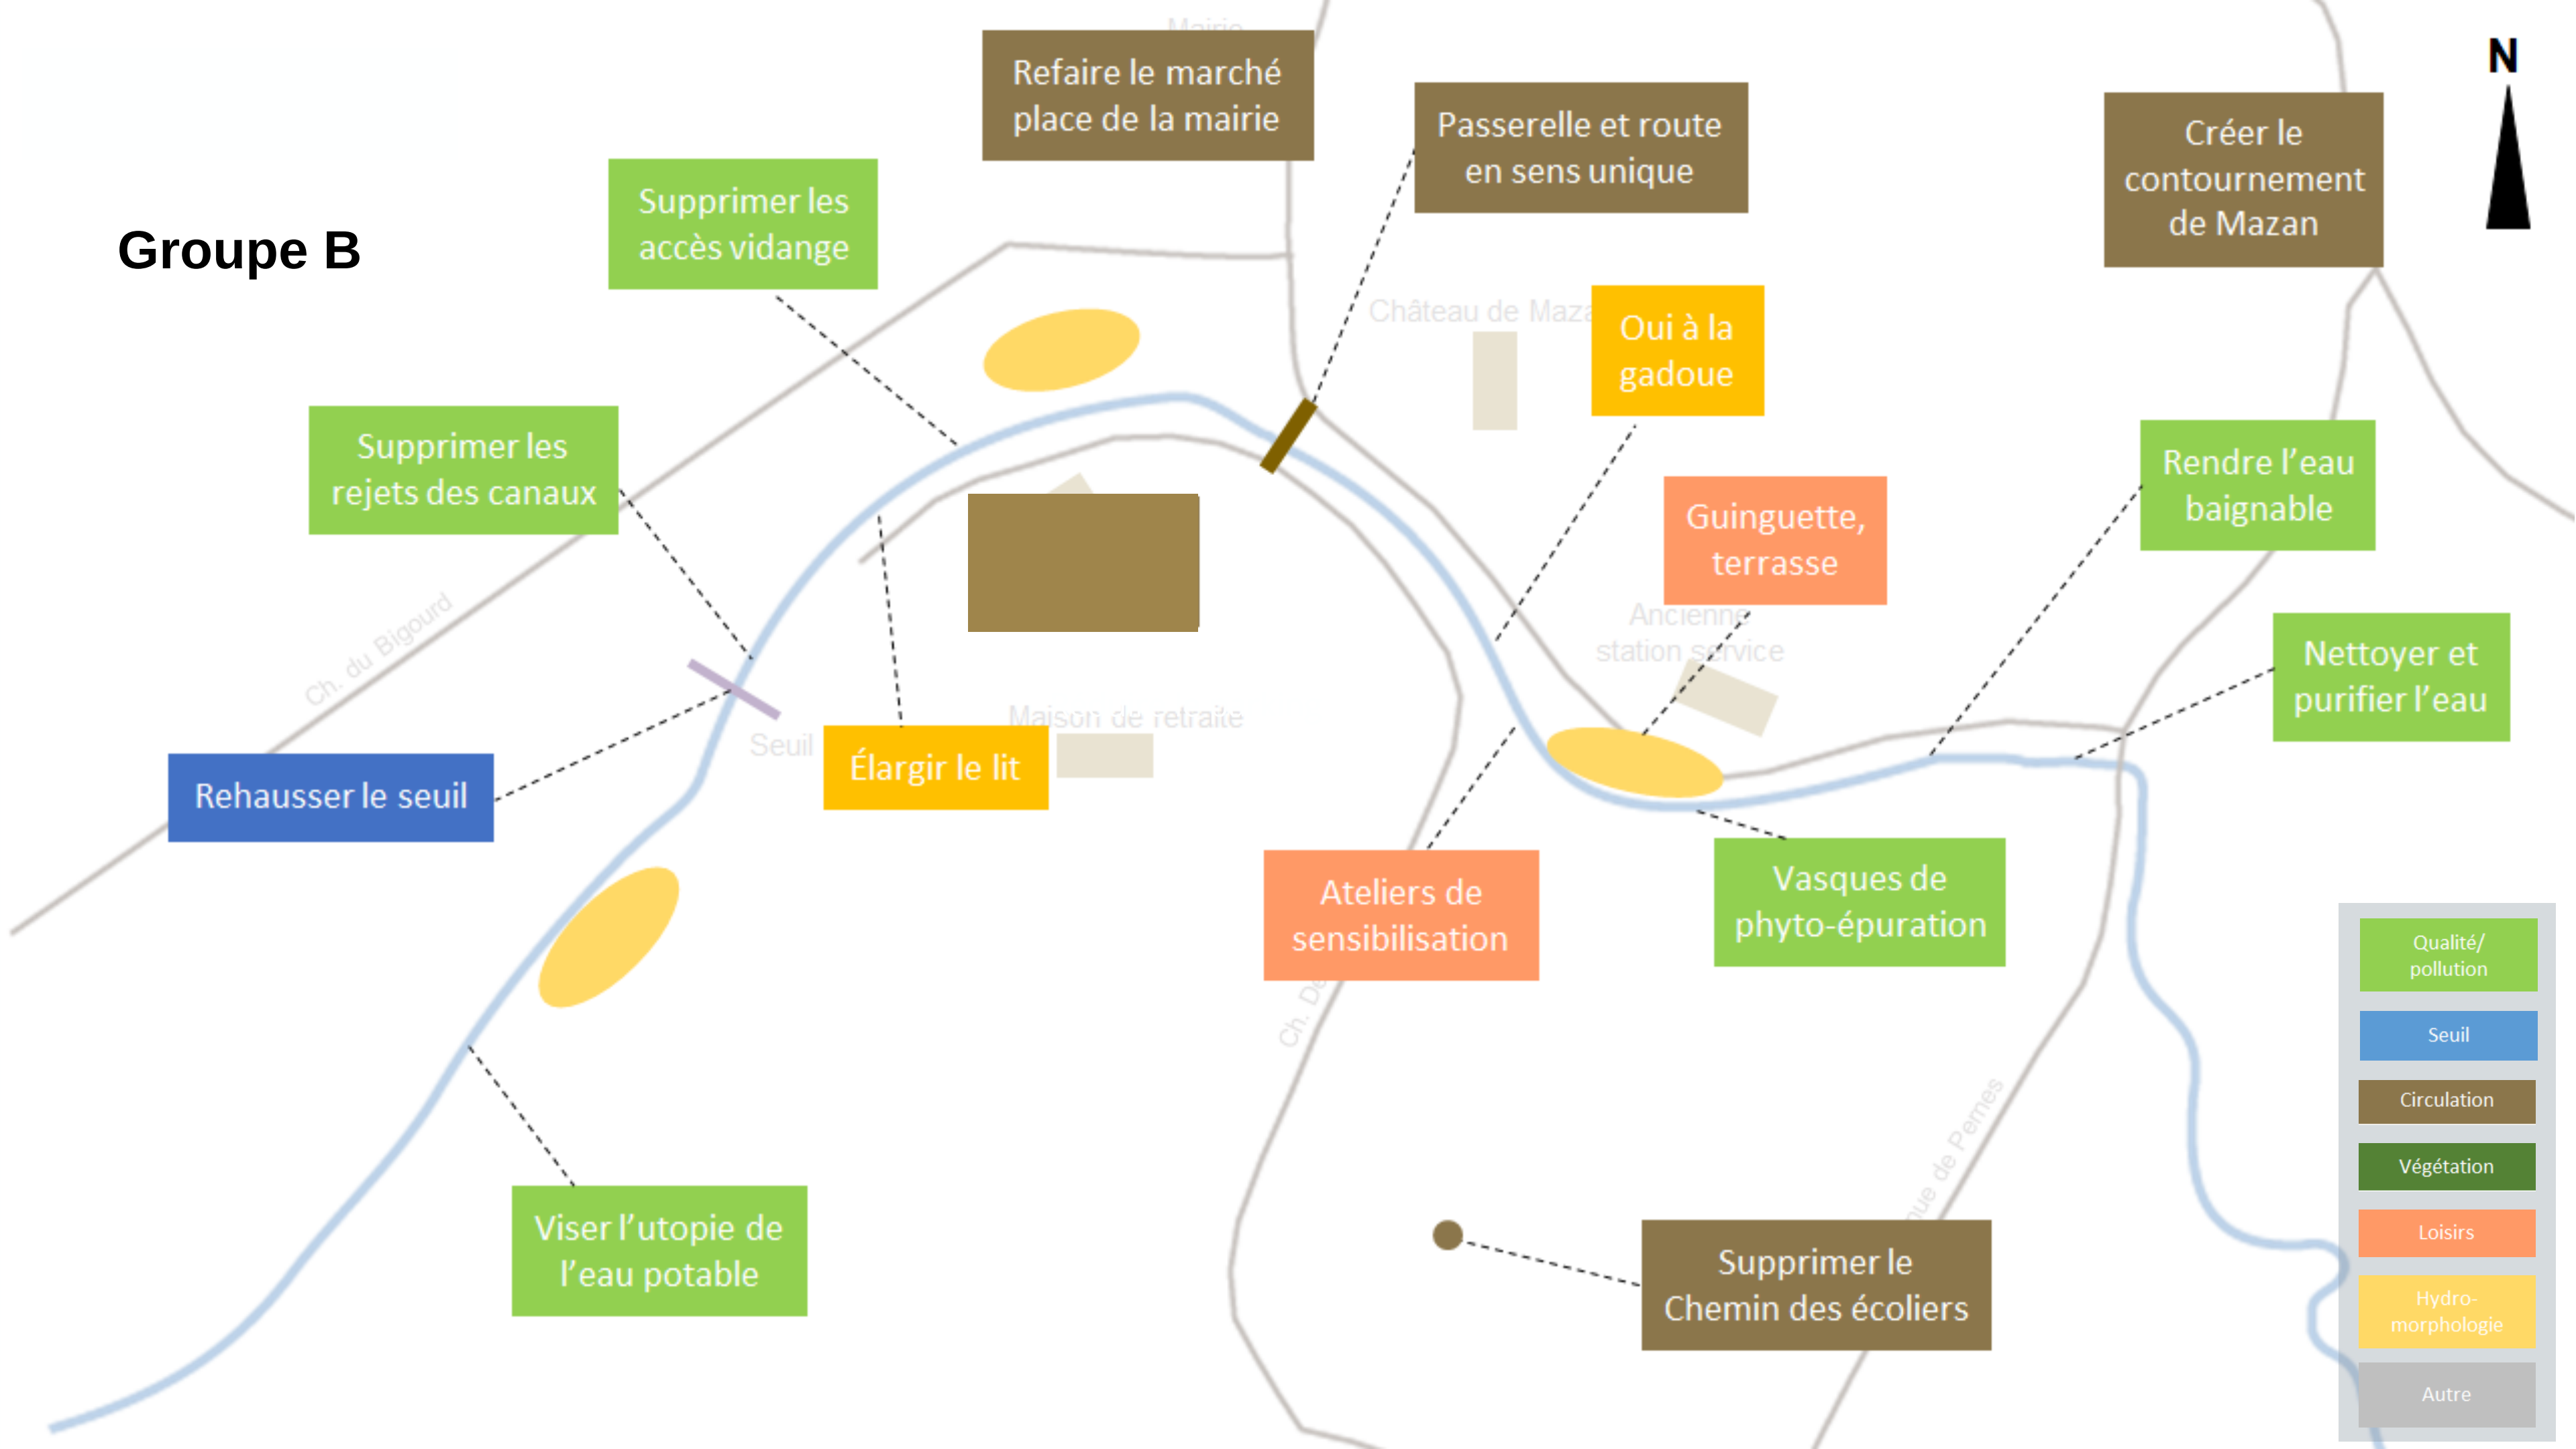 Mairie
N
Refaire le marché
place de la mairie
Passerelle et route
en sens unique
Créer le
contournement
de Mazan
Supprimer les
accès vidange
Groupe B
Château de
Oui à la
gadoue
Supprimer les
rejets des canaux
Guinguette,
terrasse
Rendre l’eau
baignable
Ancienne
station service
Ch. du Bigourd
Nettoyer et
purifier l’eau
Maison de retraite
Seuil
Élargir le lit
Rehausser le seuil
Ateliers de
sensibilisation
Vasques de
phyto-épuration
Ch.
Viser l’utopie de
l’eau potable
de Pernes
Supprimer le
Chemin des écoliers
Qualité/
pollution
Seuil
Circulation
Végétation
Loisirs
Hydro-
morphologie
Autre